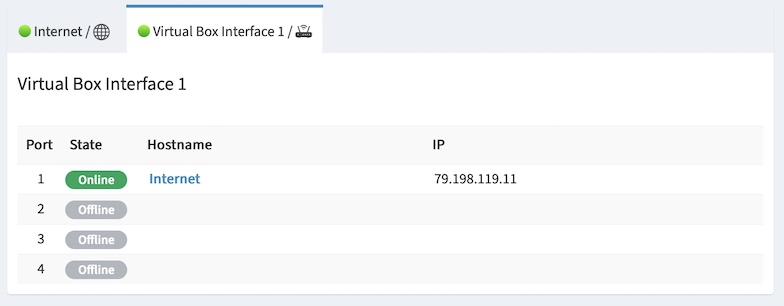 Internet / Virtual Box Interface 1 /
Virtual Box Interface 1
Port State Hostname IP
1 Online Internet 79.198.119.11
2 Offline
3 Offline
4 Offline